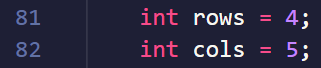 81 int rows = 4;
82 int cols = 5;